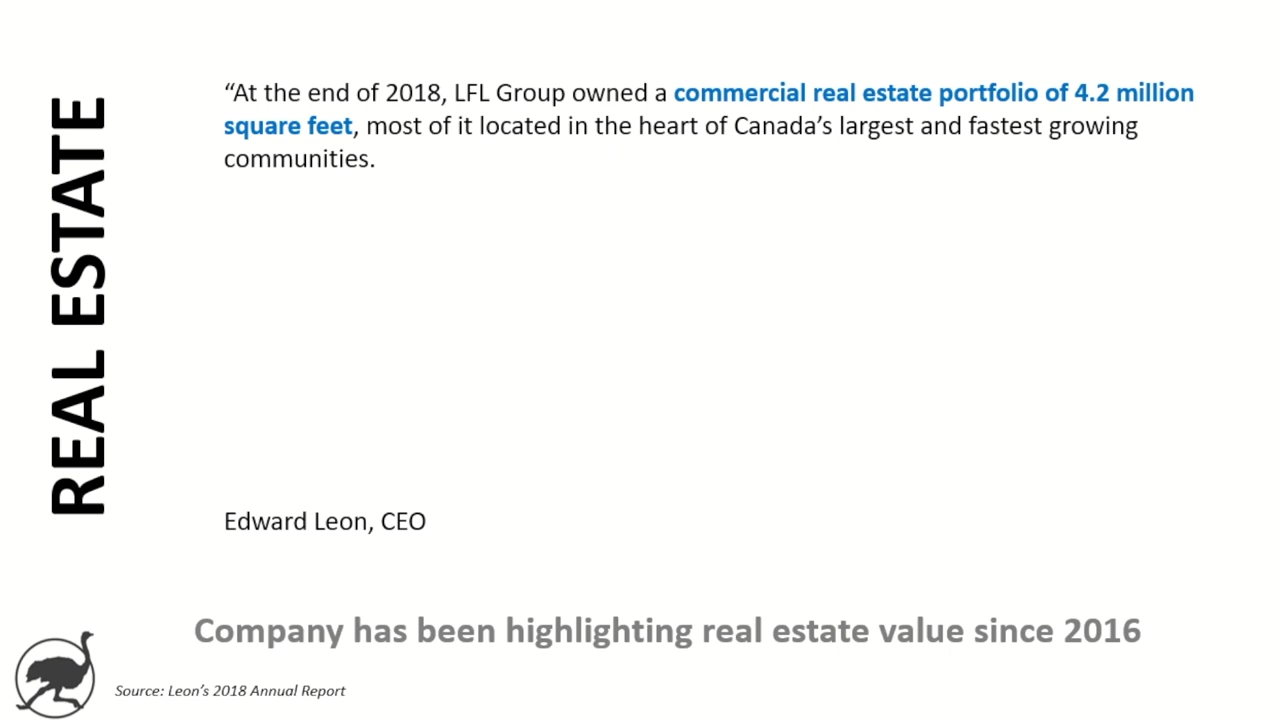 REAL ESTATE
“At the end of 2018, LFL Group owned a commercial real estate portfolio of 4.2 million
square feet, most of it located in the heart of Canada’s largest and fastest growing
communities.
Edward Leon, CEO
Company has been highlighting real estate value since 2016
Source: Leon’s 2018 Annual Report